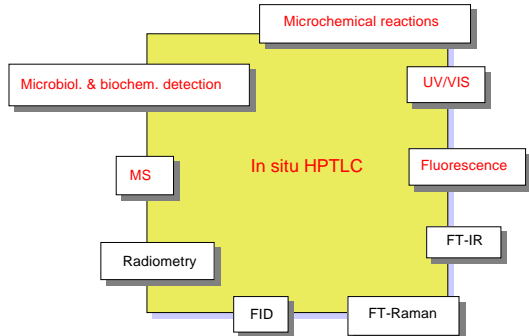 Microchemical reactions
Microbiol. & biochem. detection
UV/VIS
MS
In situ HPTLC
Fluorescence
FT-IR
Radiometry
FID
FT-Raman